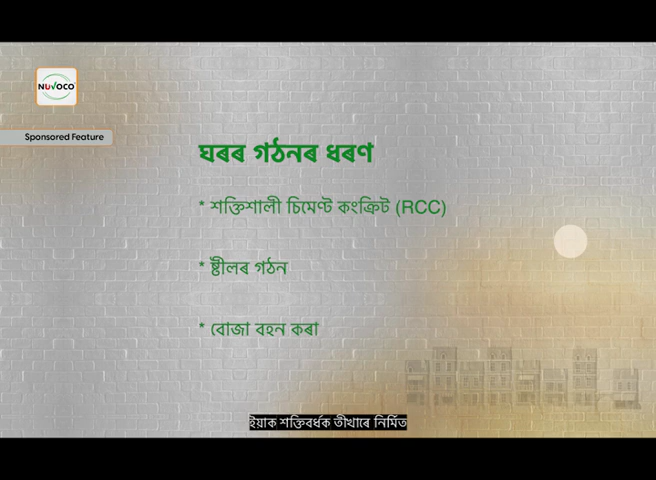 NUVOCO
Sponsored Feature
ঘৰৰ গঠনৰ ধৰণ
* শক্তিশালী চিমেণ্ট কংক্ৰিট (RCC)
* ষ্টীলৰ গঠন
* বোজা বহন কৰা
ইয়াক শক্তিবৰ্ধক তীখাৰে নিৰ্মিত